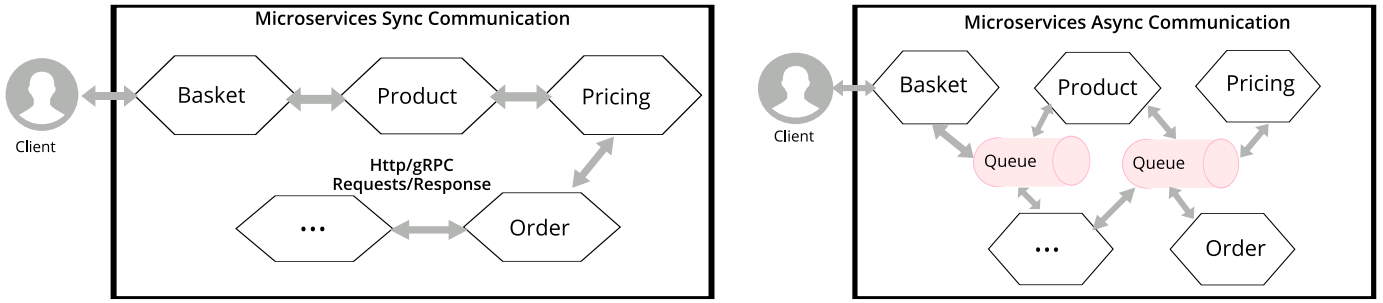 Microservices Sync Communication
Basket
Product
Pricing
Client
Http/gRPC
Requests/Response
...
Order
Microservices Async Communication
Basket
Product
Pricing
Client
Queue
Queue
...
Order